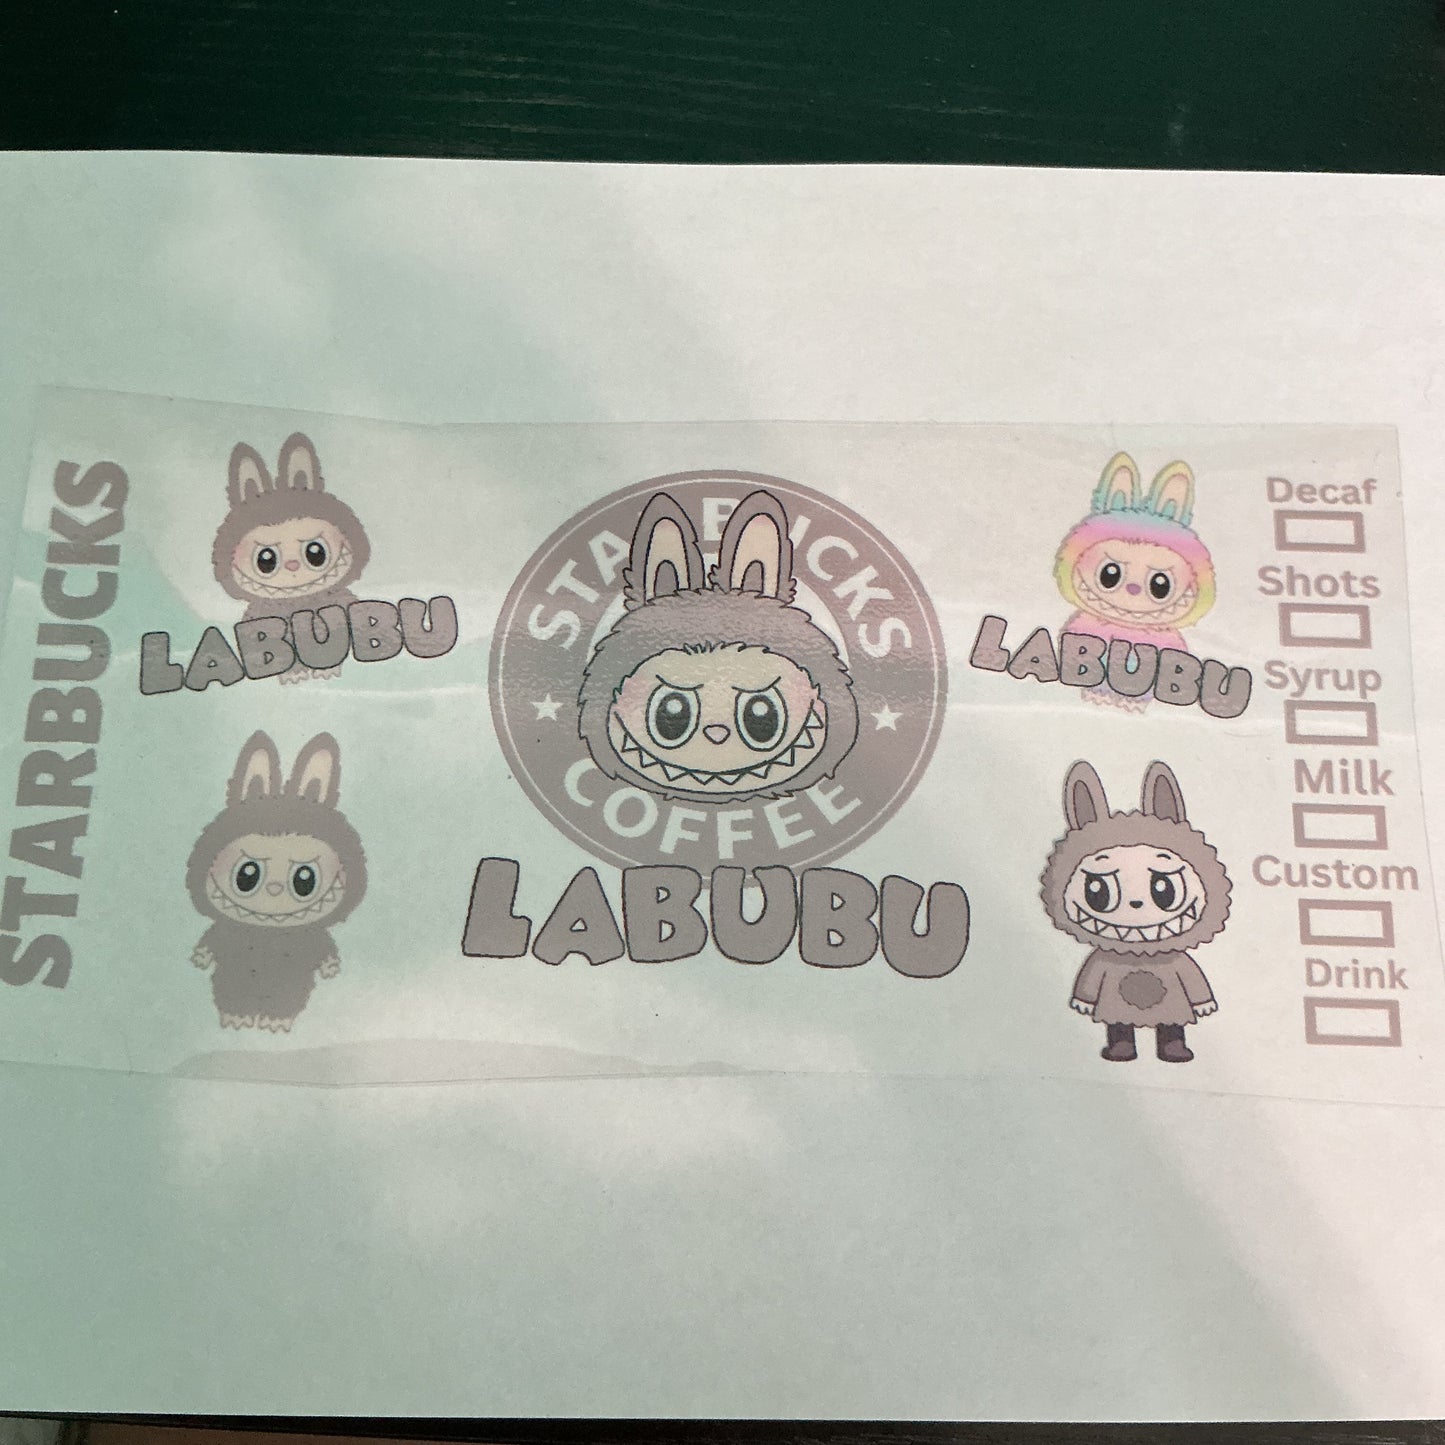 STARBUCKS
LABUBU
STARBUCKS
COFFEE
LABUBU
LABUBU
Decaf
Shots
Syrup
Milk
Custom
Drink